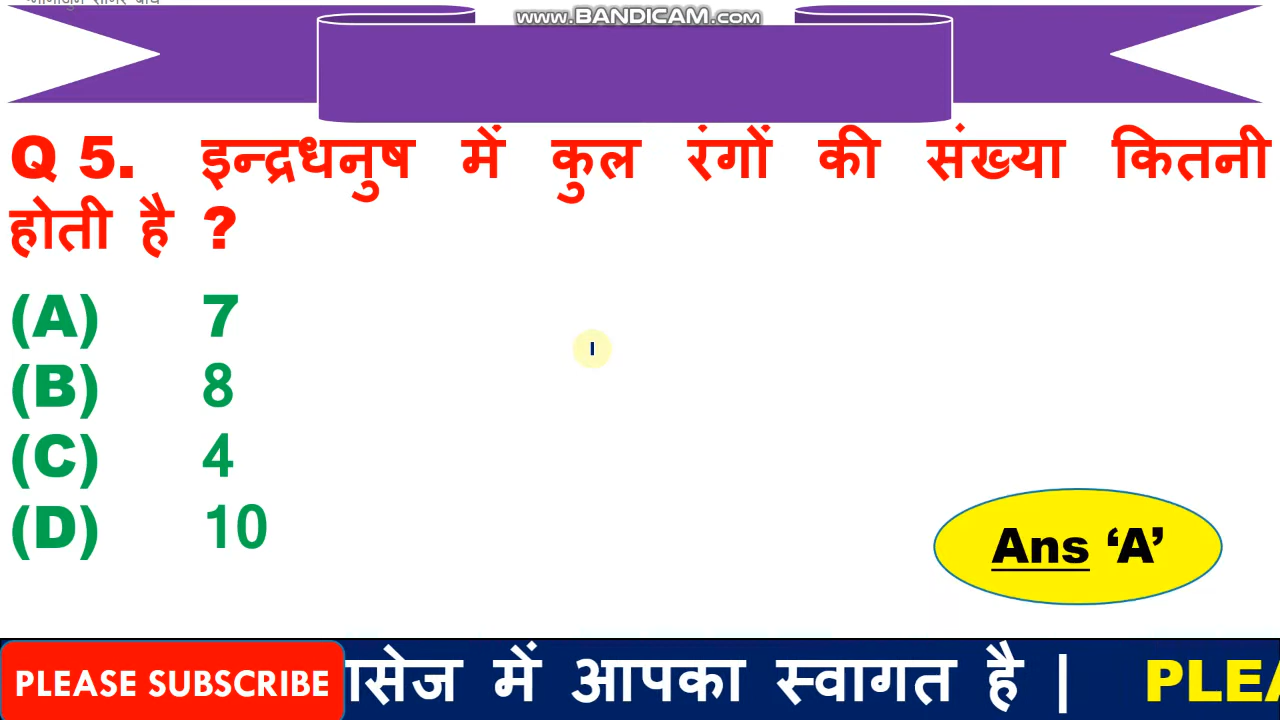 www.BANDICAM.com
Q 5. इन्द्रधनुष में कुल रंगों की संख्या कितनी
होती है ?
(A) 7
(B) 8
(C) 4
(D) 10
Ans ‘A’
PLEASE SUBSCRIBE
ासेज में आपका स्वागत है | PLEA